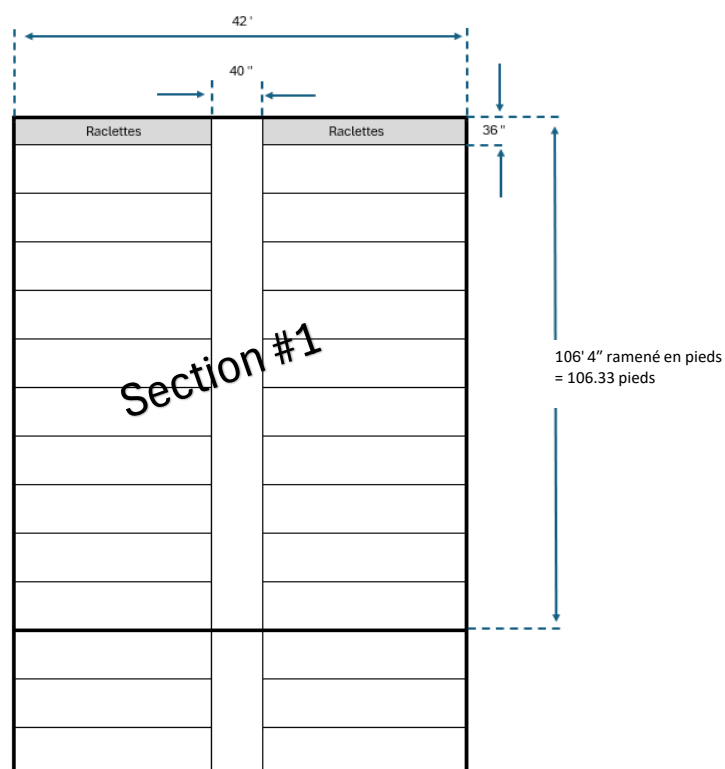 42 '
40 "
Raclettes
Raclettes
36 "
Section #1
106' 4” ramené en pieds
= 106.33 pieds